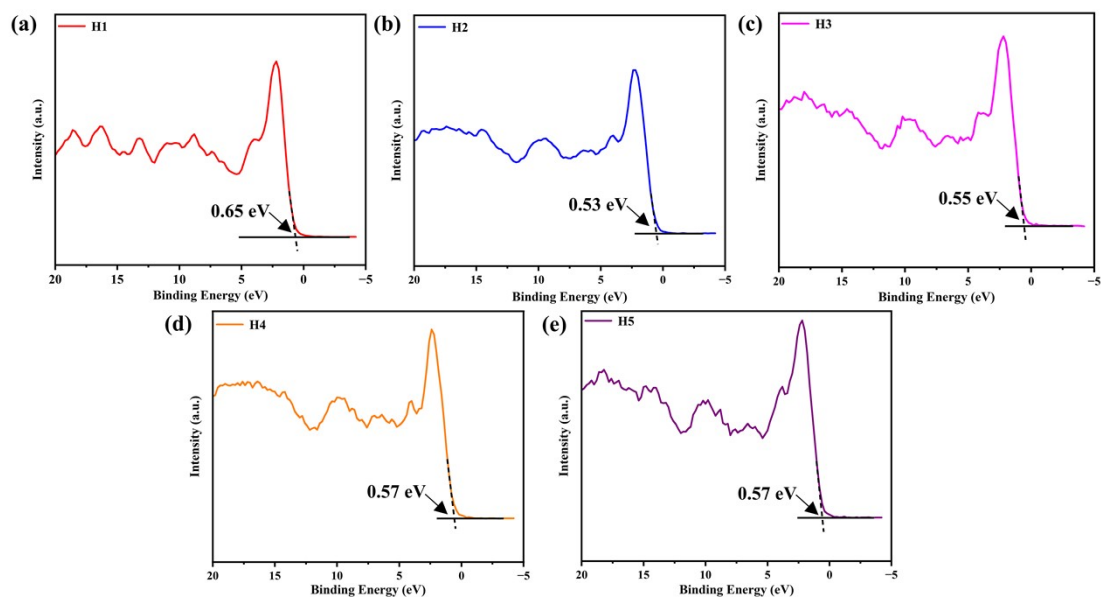 (a)
H1
Intensity (a.u.)
0.65 eV
20 15 10 5 0 −5
Binding Energy (eV)
(b)
H2
Intensity (a.u.)
0.53 eV
20 15 10 5 0 −5
Binding Energy (eV)
(c)
H3
Intensity (a.u.)
0.55 eV
20 15 10 5 0 −5
Binding Energy (eV)
(d)
H4
Intensity (a.u.)
0.57 eV
20 15 10 5 0 −5
Binding Energy (eV)
(e)
H5
Intensity (a.u.)
0.57 eV
20 15 10 5 0 −5
Binding Energy (eV)